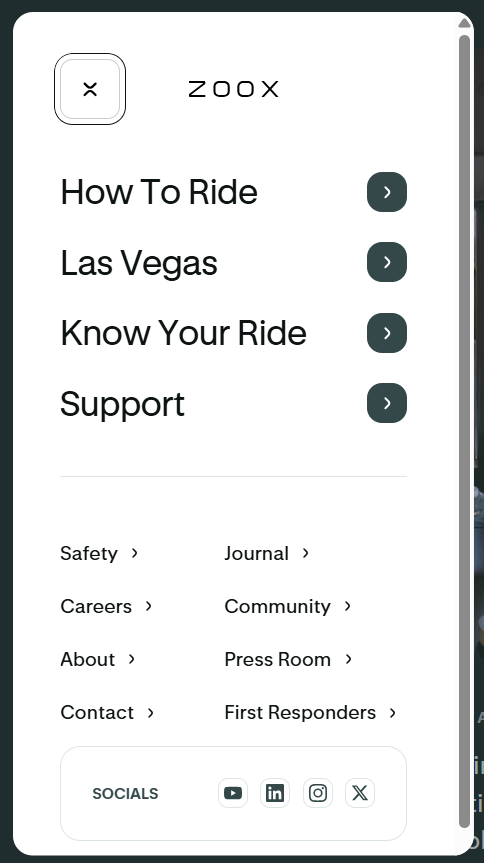 ZOOX
How To Ride
Las Vegas
Know Your Ride
Support
Safety
Journal
Careers
Community
About
Press Room
Contact
First Responders
SOCIALS